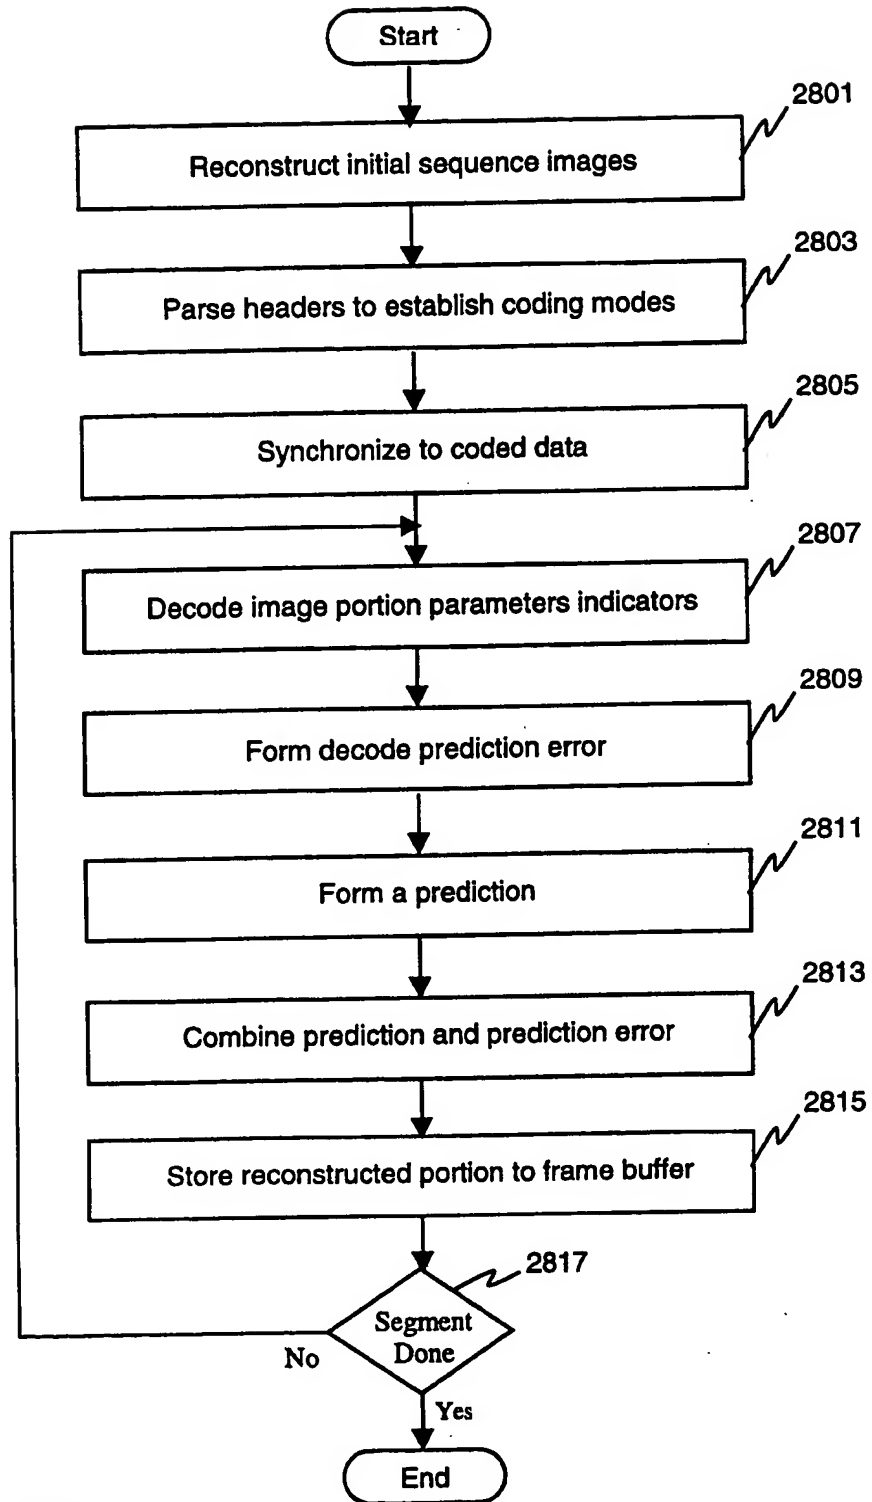 Start
2801
Reconstruct initial sequence images
2803
Parse headers to establish coding modes
2805
Synchronize to coded data
2807
Decode image portion parameters indicators
2809
Form decode prediction error
2811
Form a prediction
2813
Combine prediction and prediction error
2815
Store reconstructed portion to frame buffer
2817
Segment
Done
No
Yes
End